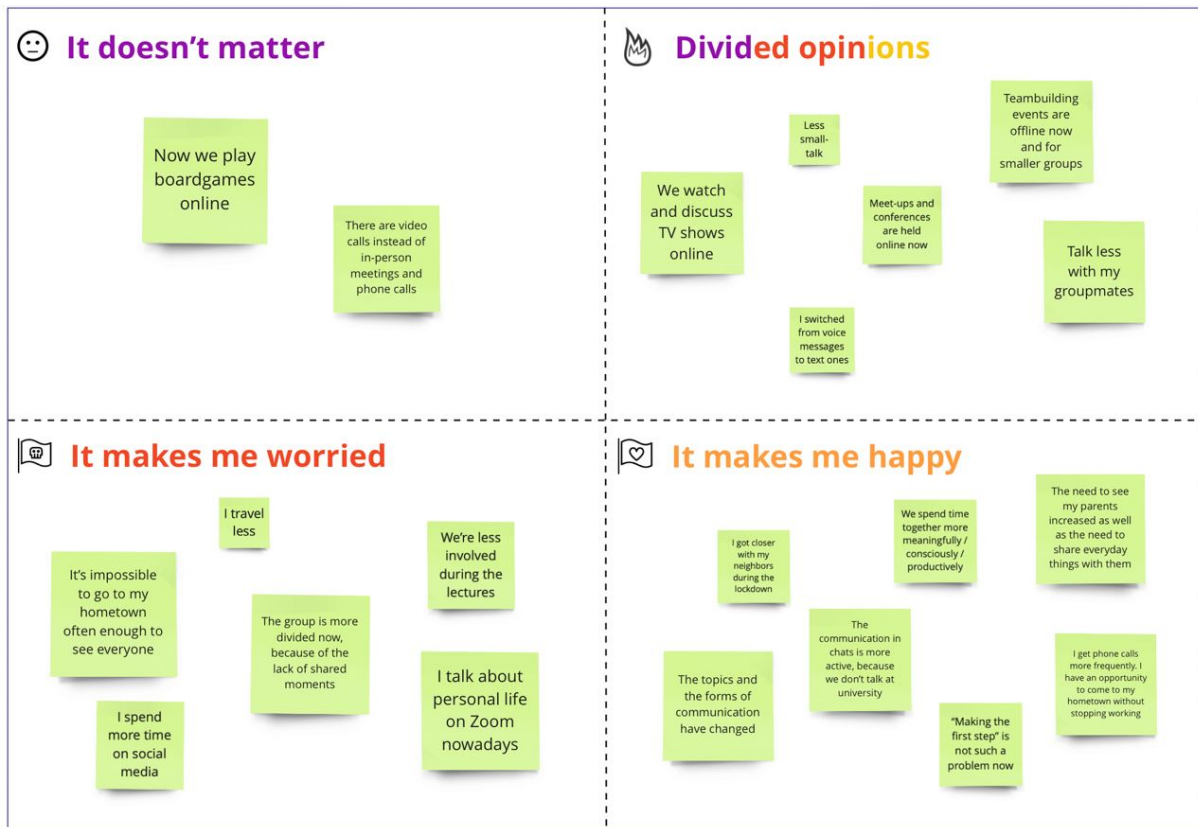 It doesn't matter
Now we play
boardgames
online
There are video
calls instead of
in-person
meetings and
phone calls
Divided opinions
Less
small-
talk
Teambuilding
events are
offline now
and for
smaller groups
We watch
and discuss
TV shows
online
Meet-ups and
conferences
are held
online now
Talk less
with my
groupmates
I switched
from voice
messages
to text ones
It makes me worried
I travel
less
We're less
involved
during the
lectures
It's impossible
to go to my
hometown
often enough to
see everyone
The group is more
divided now,
because of the
lack of shared
moments
I talk about
personal life
on Zoom
nowadays
I spend
more time
on social
media
It makes me happy
The need to see
my parents
increased as well
as the need to
share everyday
things with them
We spend time
together more
meaningfully /
consciously /
productively
I got closer
with my
neighbors
during the
lockdown
The
communication in
chats is more
active, because
we don't talk at
university
I get phone calls
more frequently. I
have an opportunity
to come to my
hometown without
stopping working
The topics and
the forms of
communication
have changed
"Making the
first step" is
not such a
problem now